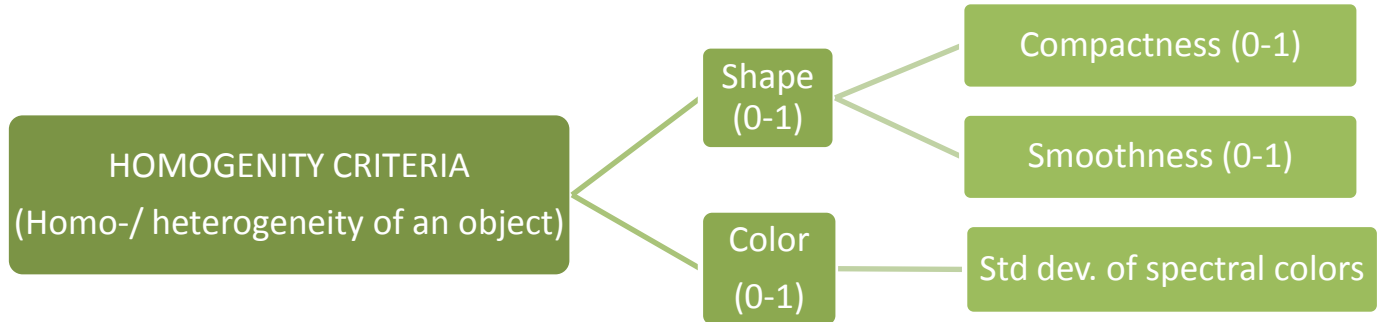 HOMOGENITY CRITERIA
(Homo-/ heterogeneity of an object)
Shape
(0-1)
Compactness (0-1)
Smoothness (0-1)
Color
(0-1)
Std dev. of spectral colors